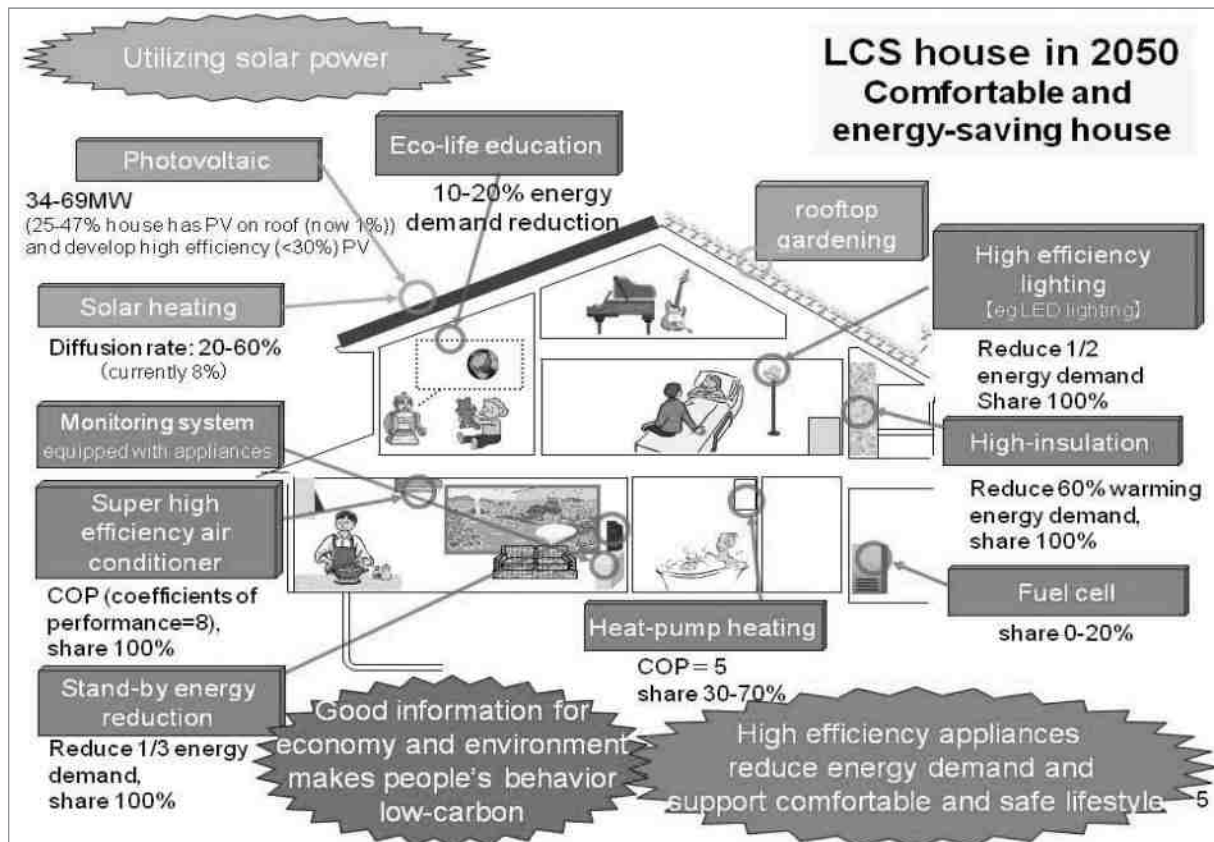 Utilizing solar power
LCS house in 2050
Comfortable and
energy-saving house
Photovoltaic
34-69MW
(25-47% house has PV on roof (now 1%))
and develop high efficiency (<30%) PV
Eco-life education
10-20% energy
demand reduction
rooftop
gardening
High efficiency
lighting
【eg LED lighting】
Reduce 1/2
energy demand
Share 100%
Solar heating
Diffusion rate: 20-60%
(currently 8%)
Monitoring system
equipped with appliances
High-insulation
Reduce 60% warming
energy demand,
share 100%
Super high
efficiency air
conditioner
COP (coefficients of
performance=8),
share 100%
Fuel cell
share 0-20%
Heat-pump heating
COP = 5
share 30-70%
Stand-by energy
reduction
Reduce 1/3 energy
demand,
share 100%
Good information for
economy and environment
makes people's behavior
low-carbon
High efficiency appliances
reduce energy demand and
support comfortable and safe lifestyle
5